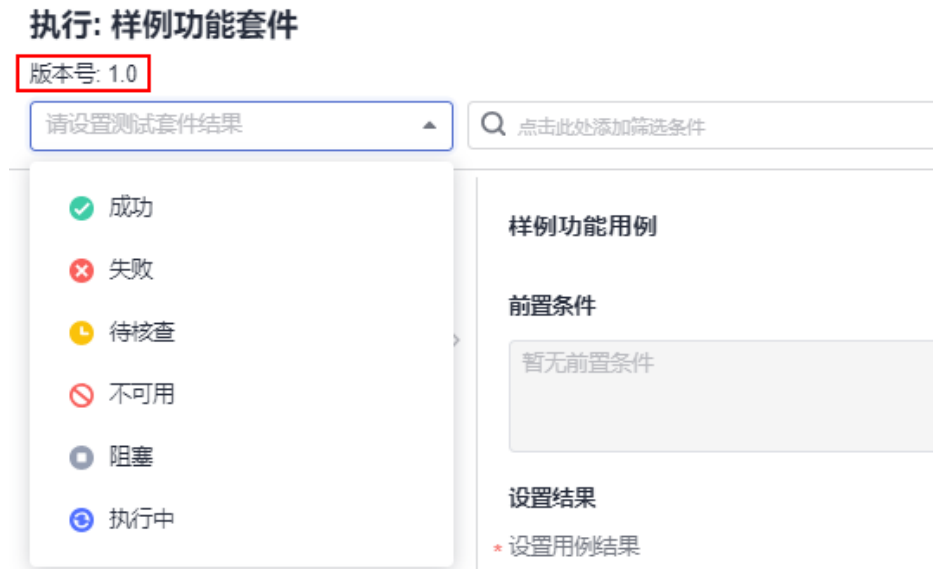 执行: 样例功能套件
版本号: 1.0
请设置测试套件结果
点击此处添加筛选条件
成功
失败
待核查
不可用
阻塞
执行中
样例功能用例
前置条件
暂无前置条件
设置结果
* 设置用例结果